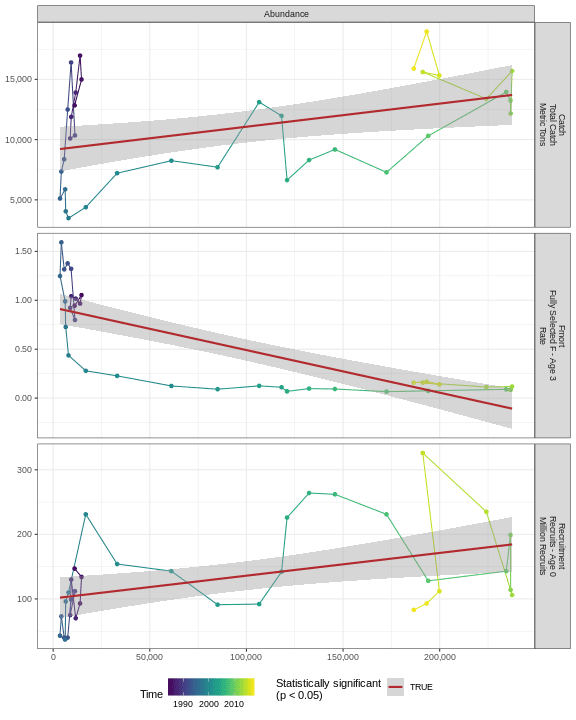 Abundance
15,000
10,000
5,000
Catch
Total Catch
Metric Tons
1.50
1.00
0.50
0.00
Fmort
Fully Selected F - Age 3
Rate
300
200
100
Recruitment
Recruits - Age 0
Million Recruits
0 50,000 100,000 150,000 200,000
Time
1990 2000 2010
Statistically significant
(p < 0.05)
TRUE